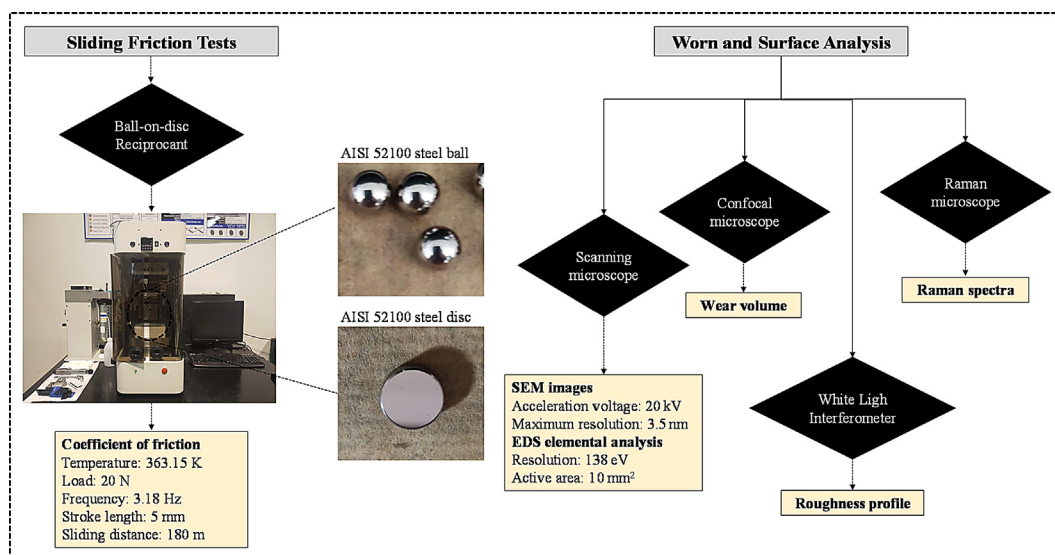 Sliding Friction Tests
Ball-on-disc
Reciprocant
AISI 52100 steel ball
AISI 52100 steel disc
Coefficient of friction
Temperature: 363.15 K
Load: 20 N
Frequency: 3.18 Hz
Stroke length: 5 mm
Sliding distance: 180 m
Worn and Surface Analysis
Scanning
microscope
Confocal
microscope
Raman
microscope
Wear volume
Raman spectra
SEM images
Acceleration voltage: 20 kV
Maximum resolution: 3.5 nm
EDS elemental analysis
Resolution: 138 eV
Active area: 10 mm²
White Ligh
Interferometer
Roughness profile